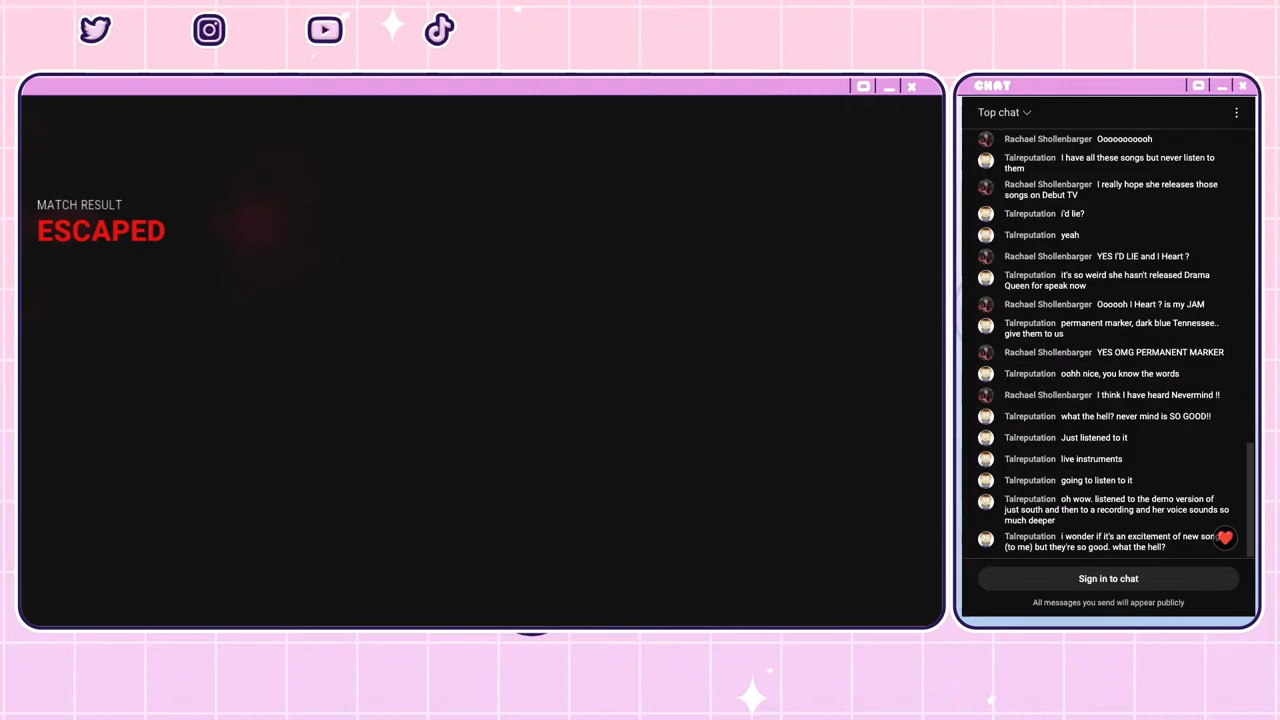 CHAT
Top chat
MATCH RESULT
ESCAPED
Rachael Shollenbarger Ooooooooooh
Talreputation I have all these songs but never listen to
them
Rachael Shollenbarger I really hope she releases those
songs on Debut TV
Talreputation i'd lie?
Talreputation yeah
Rachael Shollenbarger YES I'D LIE and I Heart ?
Talreputation it's so weird she hasn't released Drama
Queen for speak now
Rachael Shollenbarger Oooooh I Heart ? is my JAM
Talreputation permanent marker, dark blue Tennessee..
give them to us
Rachael Shollenbarger YES OMG PERMANENT MARKER
Talreputation oohh nice, you know the words
Rachael Shollenbarger I think I have heard Nevermind !!
Talreputation what the hell? never mind is SO GOOD!!
Talreputation Just listened to it
Talreputation live instruments
Talreputation going to listen to it
Talreputation oh wow. listened to the demo version of
just south and then to a recording and her voice sounds so
much deeper
Talreputation i wonder if it's an excitement of new
(to me) but they're so good. what the hell?
Sign in to chat
All messages you send will appear publicly